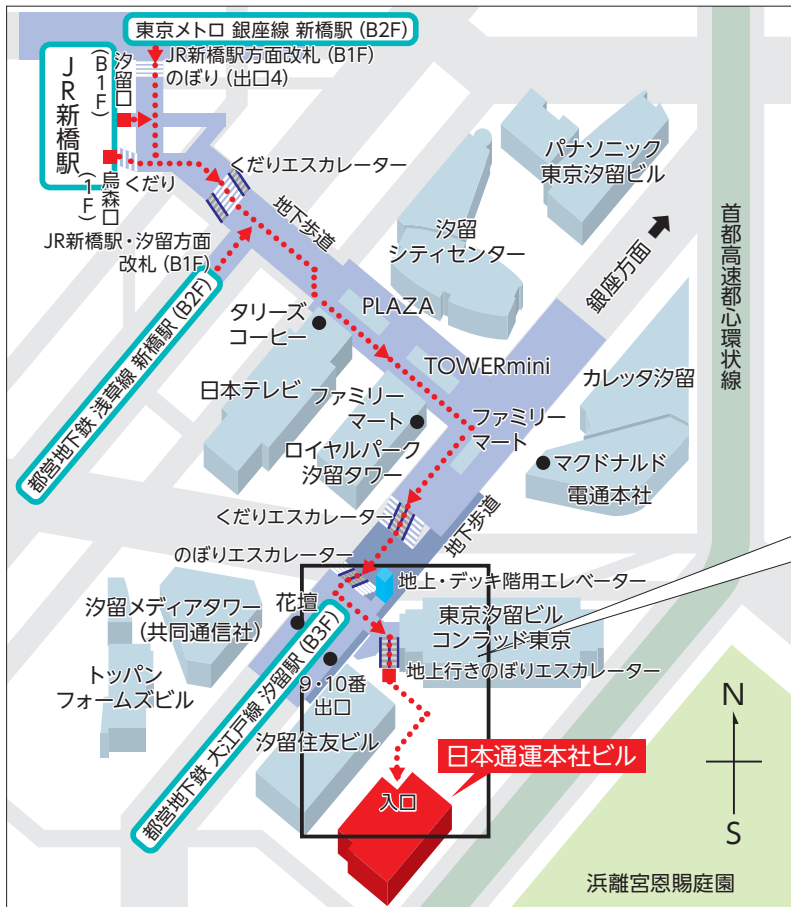 東京メトロ 銀座線 新橋駅 (B2F)
JR新橋駅方面改札 (B1F)
のぼり (出口4)
JR新橋駅
汐留口
(B1F)
烏森口
(1F)
くだり
くだりエスカレーター
地下歩道
JR新橋駅・汐留方面
改札 (B1F)
都営地下鉄 浅草線 新橋駅 (B2F)
パナソニック
東京汐留ビル
汐留
シティセンター
銀座方面
首都高速都心環状線
PLAZA
タリーズ
コーヒー
TOWERmini
カレッタ汐留
日本テレビ
ファミリー
マート
ファミリー
マート
ロイヤルパーク
汐留タワー
マクドナルド
電通本社
くだりエスカレーター
地下歩道
のぼりエスカレーター
地上・デッキ階用エレベーター
汐留メディアタワー
(共同通信社)
花壇
東京汐留ビル
コンラッド東京
トッパン
フォームズビル
地上行きのぼりエスカレーター
9・10番
出口
都営地下鉄 大江戸線 汐留駅 (B3F)
汐留住友ビル
日本通運本社ビル
入口
N
S
浜離宮恩賜庭園